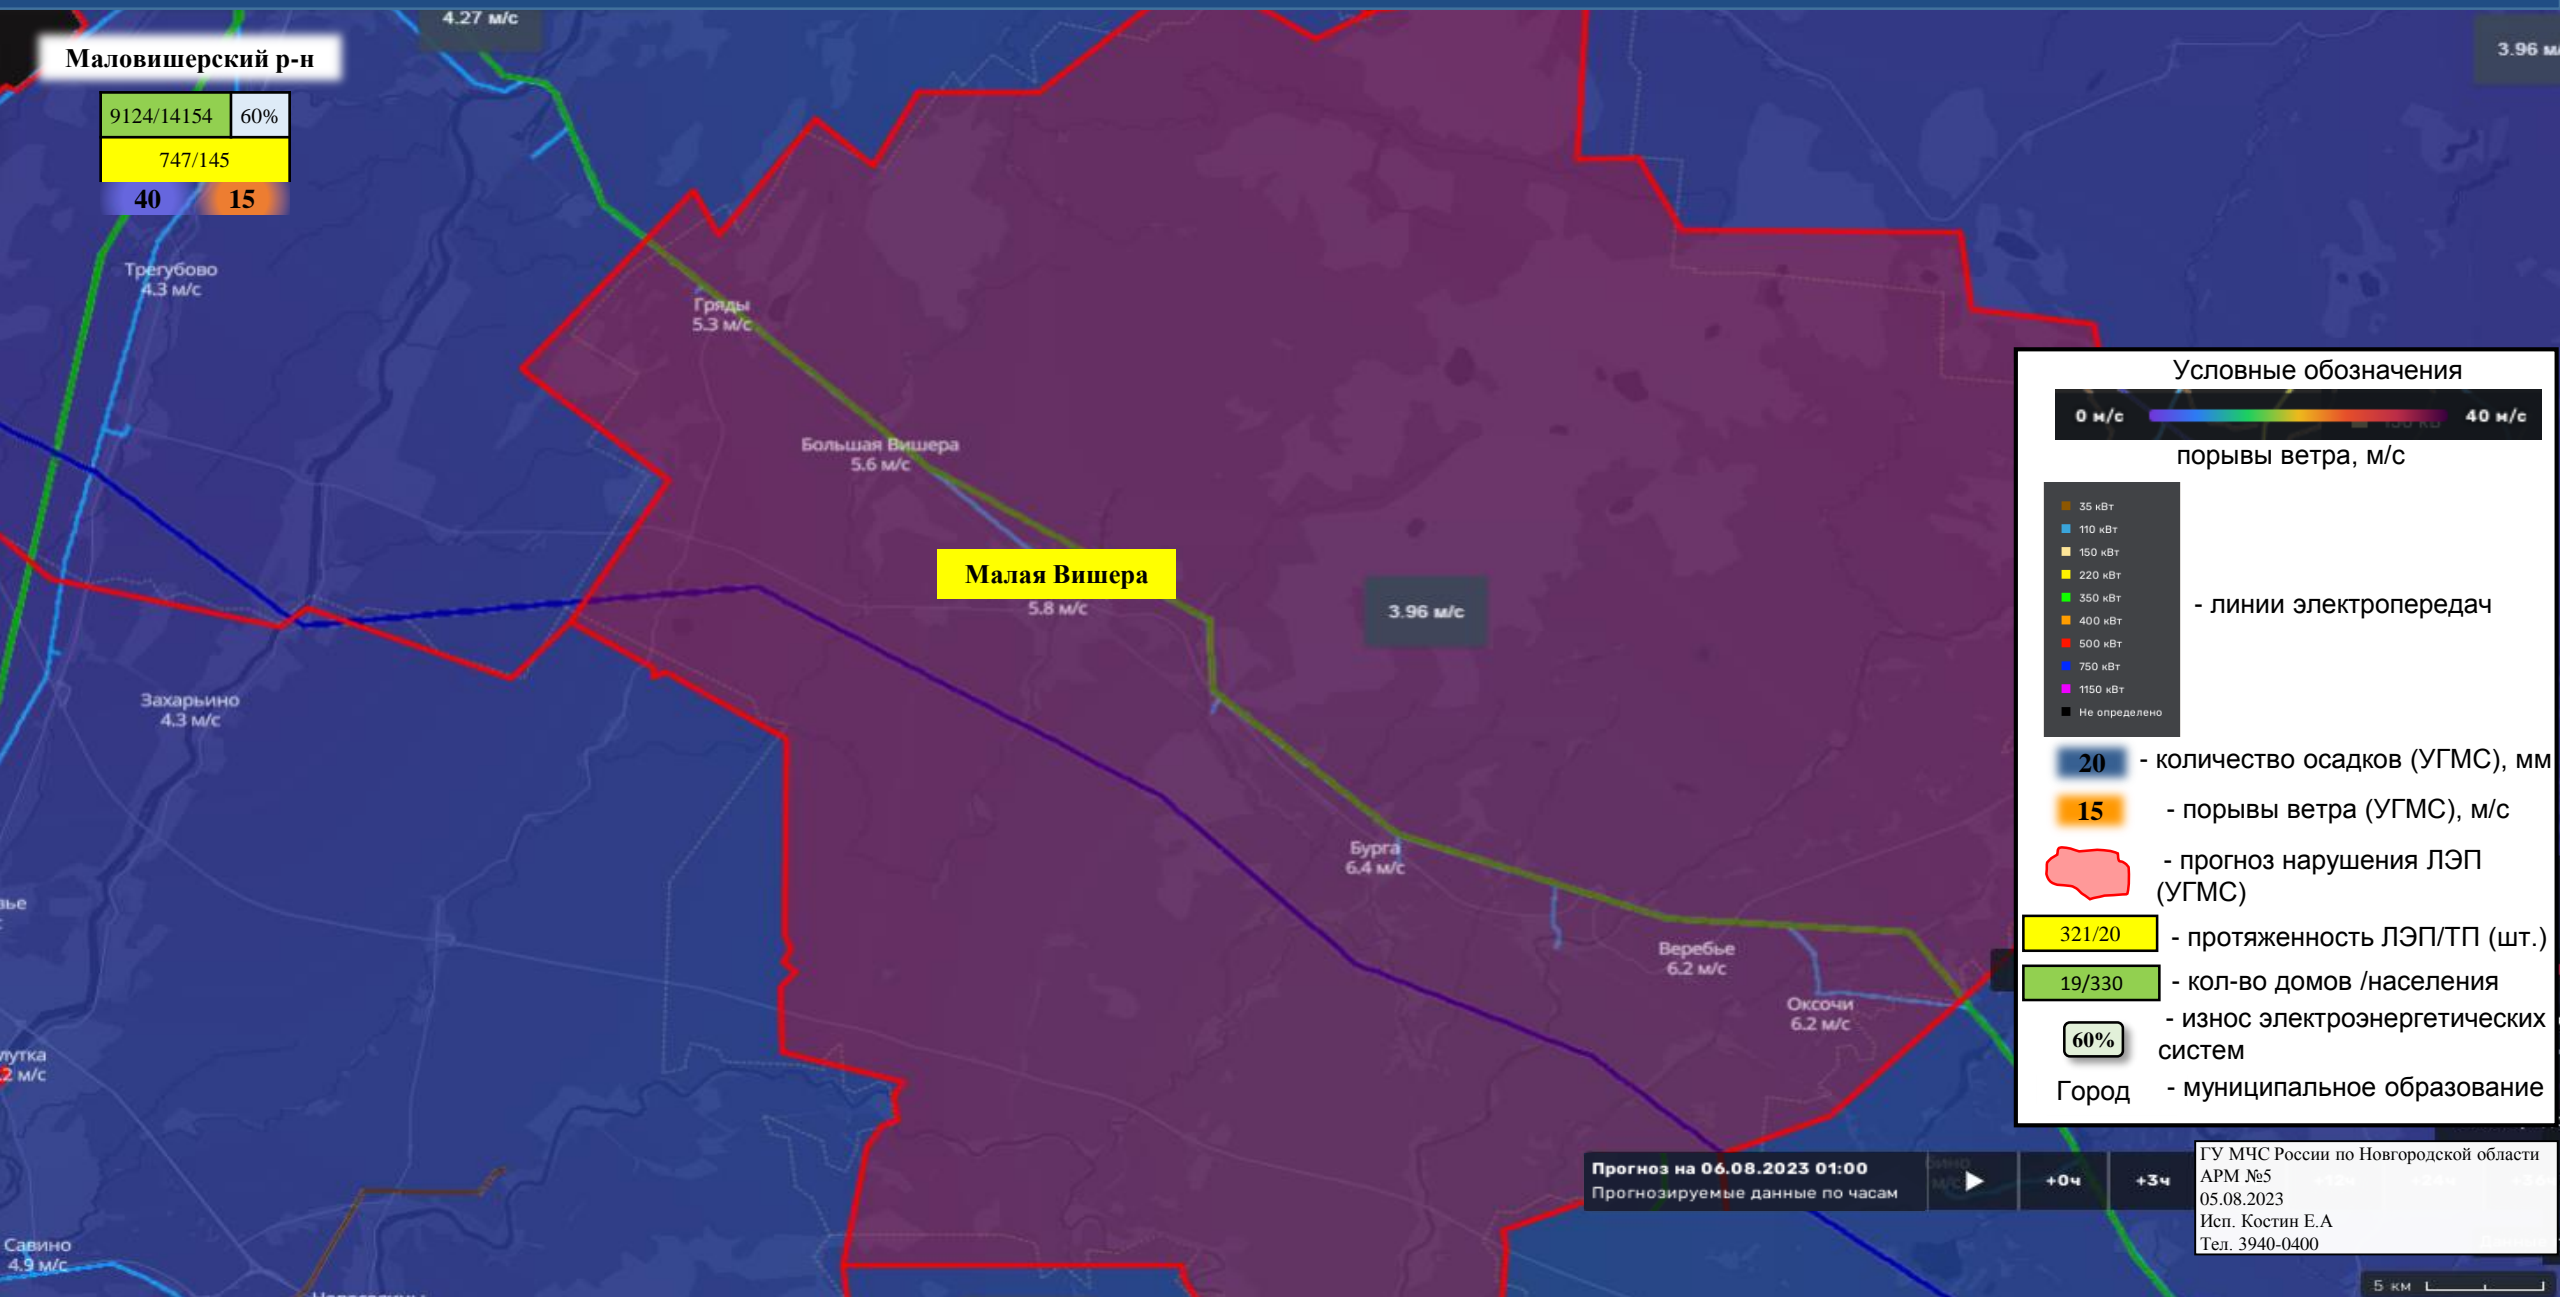 4.27 м/с
3.96 м/
Маловишерский р-н
9124/14154 60%
747/145
40 15
Трегубово
4.3 м/с
Гряды
5.3 м/с
Большая Вишера
5.6 м/с
Малая Вишера
5.8 м/с
3.96 м/с
Захарьино
4.3 м/с
Бурга
6.4 м/с
Веребье
6.2 м/с
Оксочи
6.2 м/с
Савино
4.9 м/с
Условные обозначения
0 м/с 40 м/с
порывы ветра, м/с
35 кВт
110 кВт
150 кВт
220 кВт
350 кВт
400 кВт
500 кВт
750 кВт
1150 кВт
Не определено
- линии электропередач
20 - количество осадков (УГМС), мм
15 - порывы ветра (УГМС), м/с
- прогноз нарушения ЛЭП
(УГМС)
321/20 - протяженность ЛЭП/ТП (шт.)
19/330 - кол-во домов /населения
60% - износ электроэнергетических
систем
Город - муниципальное образование
Прогноз на 06.08.2023 01:00
Прогнозируемые данные по часам
+0ч +3ч
ГУ МЧС России по Новгородской области
АРМ №5
05.08.2023
Исп. Костин Е.А
Тел. 3940-0400
5 км